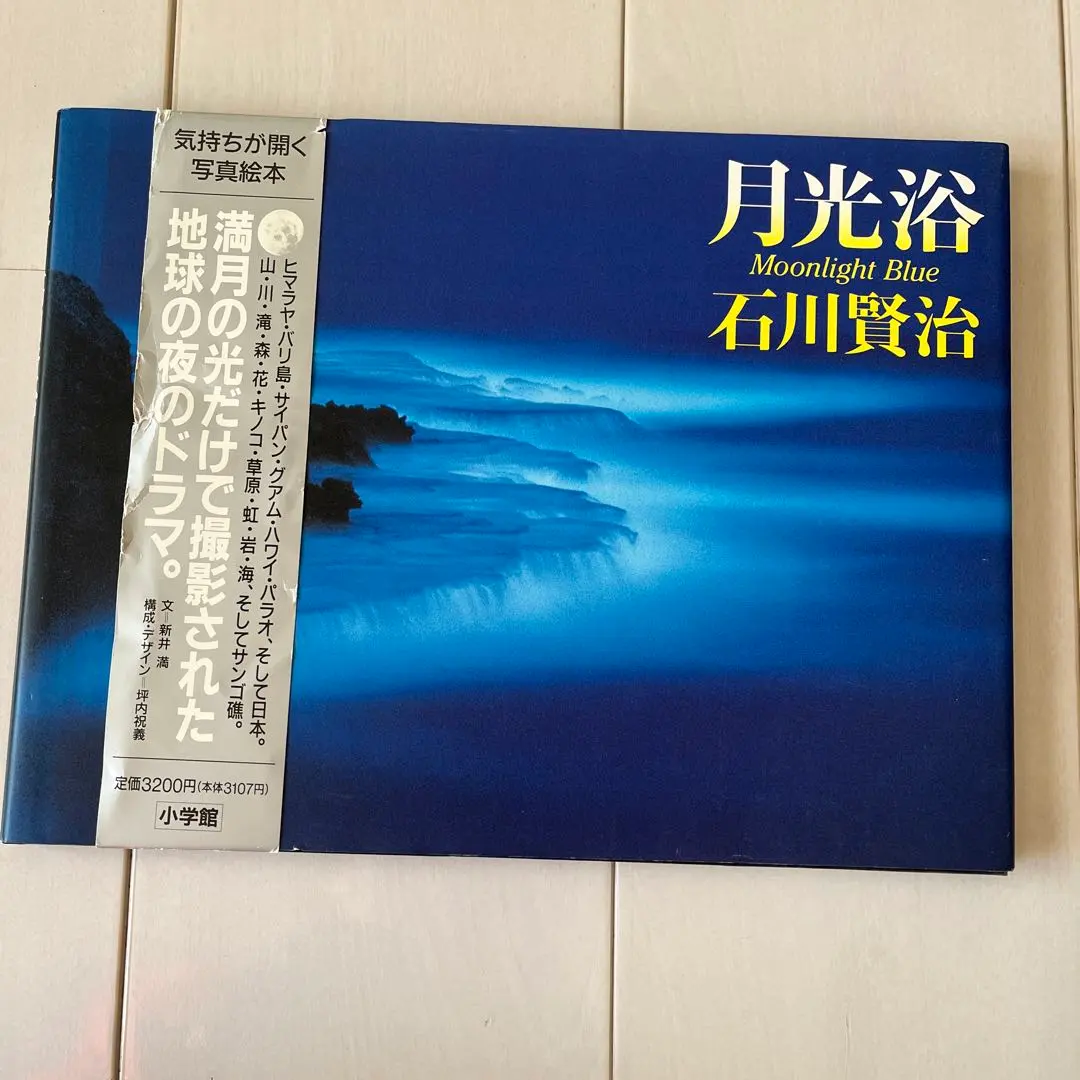 月光浴
Moonlight Blue
石川賢治
気持ちが開く
写真絵本
ヒマラヤ・バリ島・サイパン・グアム・ハワイ・パラオ、そして日本。
山・川・滝・森・花・キノコ・草原・虹・岩・海、そしてサンゴ礁。
満月の光だけで撮影された
地球の夜のドラマ。
文=新井 満
構成・デザイン=坪内祝義
定価3200円(本体3107円)
小学館